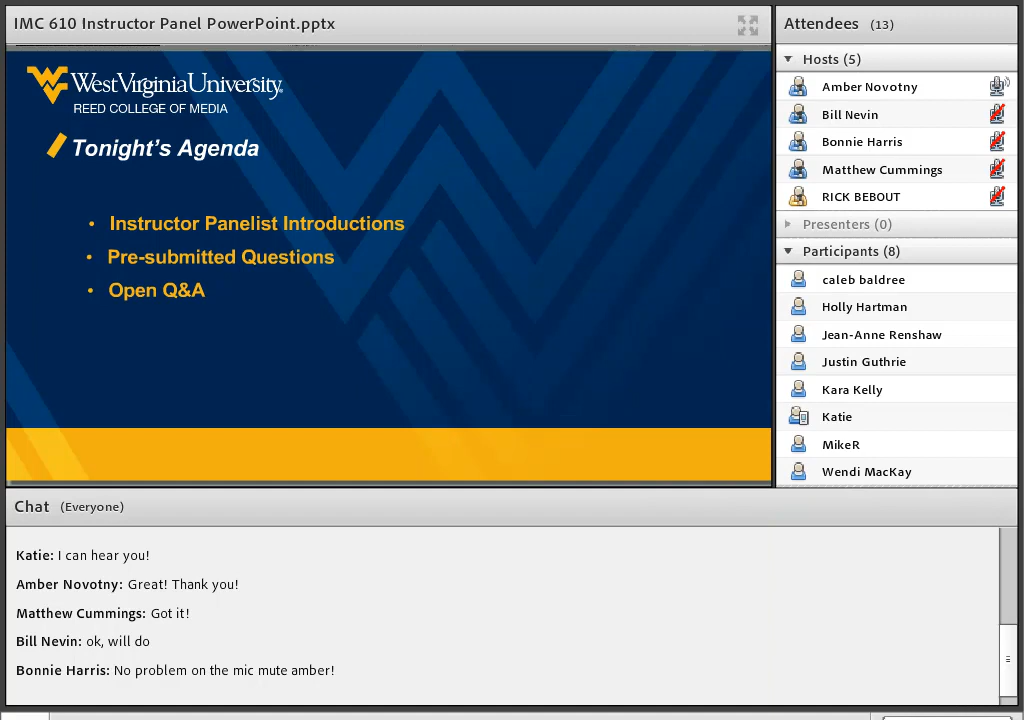 IMC 610 Instructor Panel PowerPoint.pptx
WestVirginiaUniversity
REED COLLEGE OF MEDIA
Tonight's Agenda
• Instructor Panelist Introductions
• Pre-submitted Questions
• Open Q&A
Attendees (13)
Hosts (5)
Amber Novotny
Bill Nevin
Bonnie Harris
Matthew Cummings
RICK BEBOUT
Presenters (0)
Participants (8)
caleb baldree
Holly Hartman
Jean-Anne Renshaw
Justin Guthrie
Kara Kelly
Katie
MikeR
Wendi MacKay
Chat (Everyone)
Katie: I can hear you!
Amber Novotny: Great! Thank you!
Matthew Cummings: Got it!
Bill Nevin: ok, will do
Bonnie Harris: No problem on the mic mute amber!